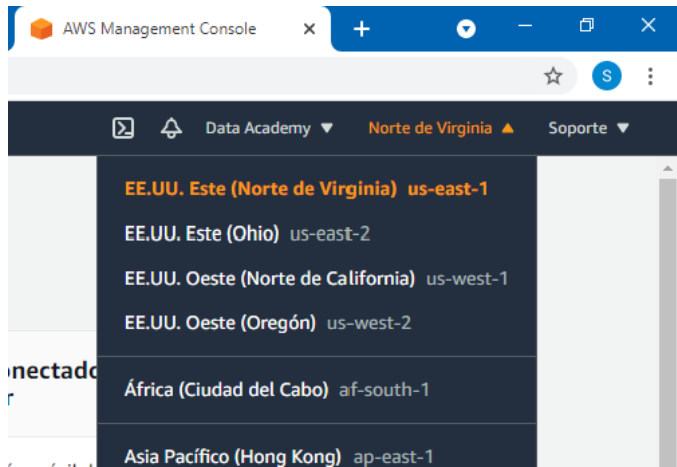 AWS Management Console
S
Data Academy Norte de Virginia Soporte
EE.UU. Este (Norte de Virginia) us-east-1
EE.UU. Este (Ohio) us-east-2
EE.UU. Oeste (Norte de California) us-west-1
EE.UU. Oeste (Oregón) us-west-2
onectado
r
África (Ciudad del Cabo) af-south-1
Asia Pacífico (Hong Kong) ap-east-1